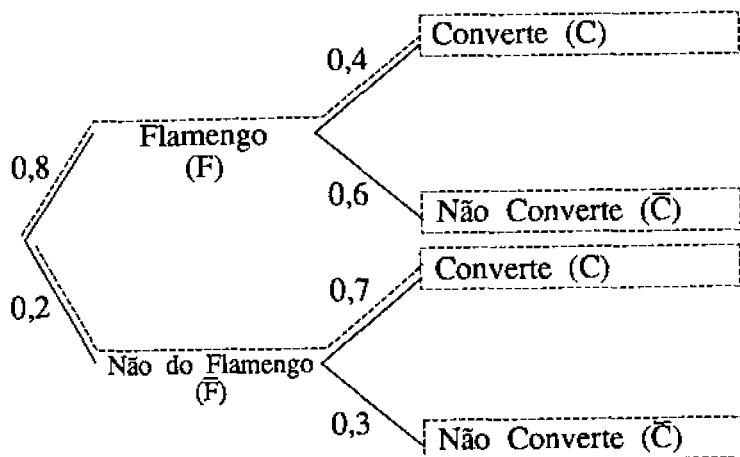 0,4
Converte (C)
Flamengo
(F)
0,8
0,6
Não Converte (C̅)
Converte (C)
0,2
0,7
Não do Flamengo
(F̅)
0,3
Não Converte (C̅)